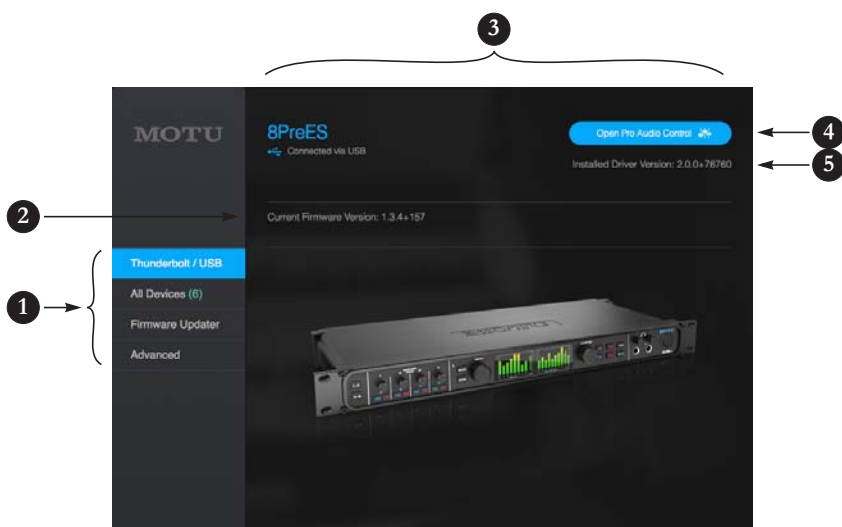 3
MOTU
8PreES
Connected via USB
Open Pro Audio Control
4
Installed Driver Version: 2.0.0+76760
5
2
Current Firmware Version: 1.3.4+157
Thunderbolt / USB
1
All Devices (6)
Firmware Updater
Advanced